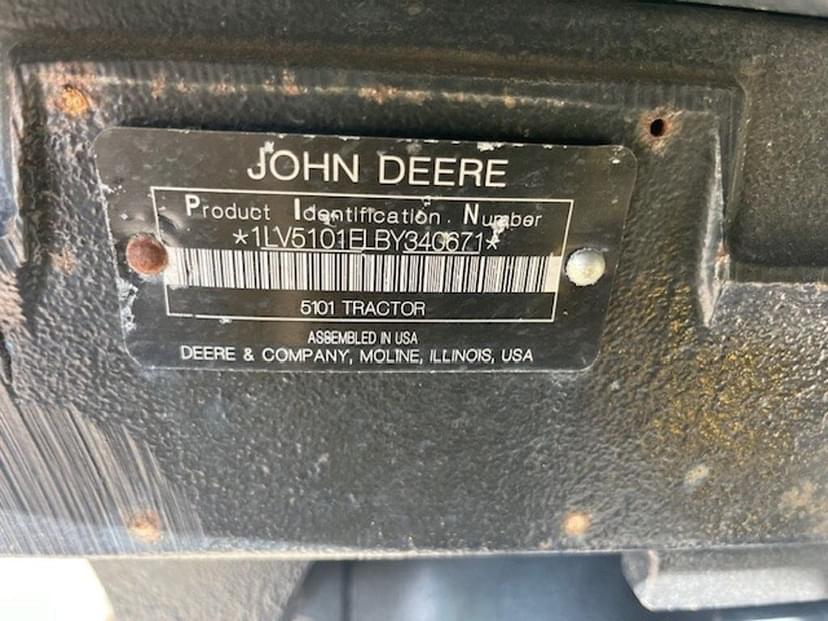 JOHN DEERE
Product Identification Number
*1LV5101ELBY340671*
5101 TRACTOR
ASSEMBLED IN USA
DEERE & COMPANY, MOLINE, ILLINOIS, USA